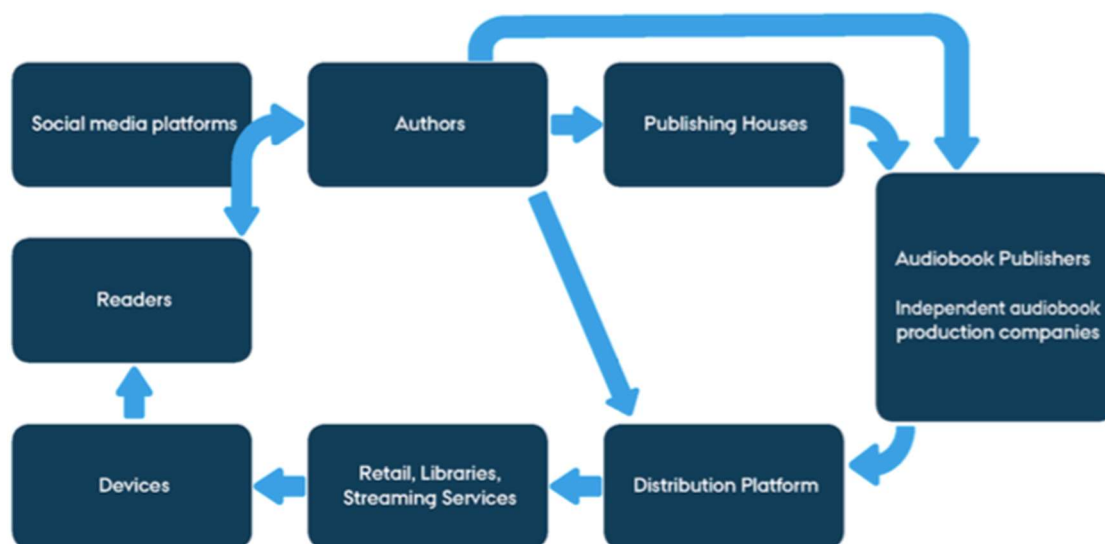 Social media platforms
Authors
Publishing Houses
Audiobook Publishers
Independent audiobook
production companies
Readers
Devices
Retail, Libraries,
Streaming Services
Distribution Platform